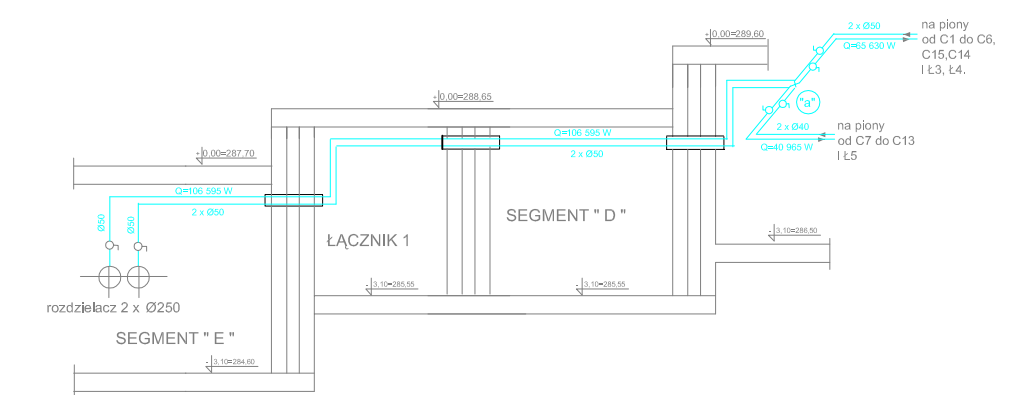 2 x Ø50
Q=65 630 W
na piony
od C1 do C6,
C15,C14
I Ł3, Ł4.
+0,00=289.60
"a"
2 x Ø40
Q=40 965 W
na piony
od C7 do C13
I Ł5
+0,00=288,65
Q=106 595 W
2 x Ø50
+0,00=287.70
Q=106 595 W
2 x Ø50
Ø50
Ø50
SEGMENT " D "
ŁĄCZNIK 1
- 3,10=286,50
- 3,10=285,55
- 3,10=285,55
rozdzielacz 2 x Ø250
SEGMENT " E "
- 3,10=284,60